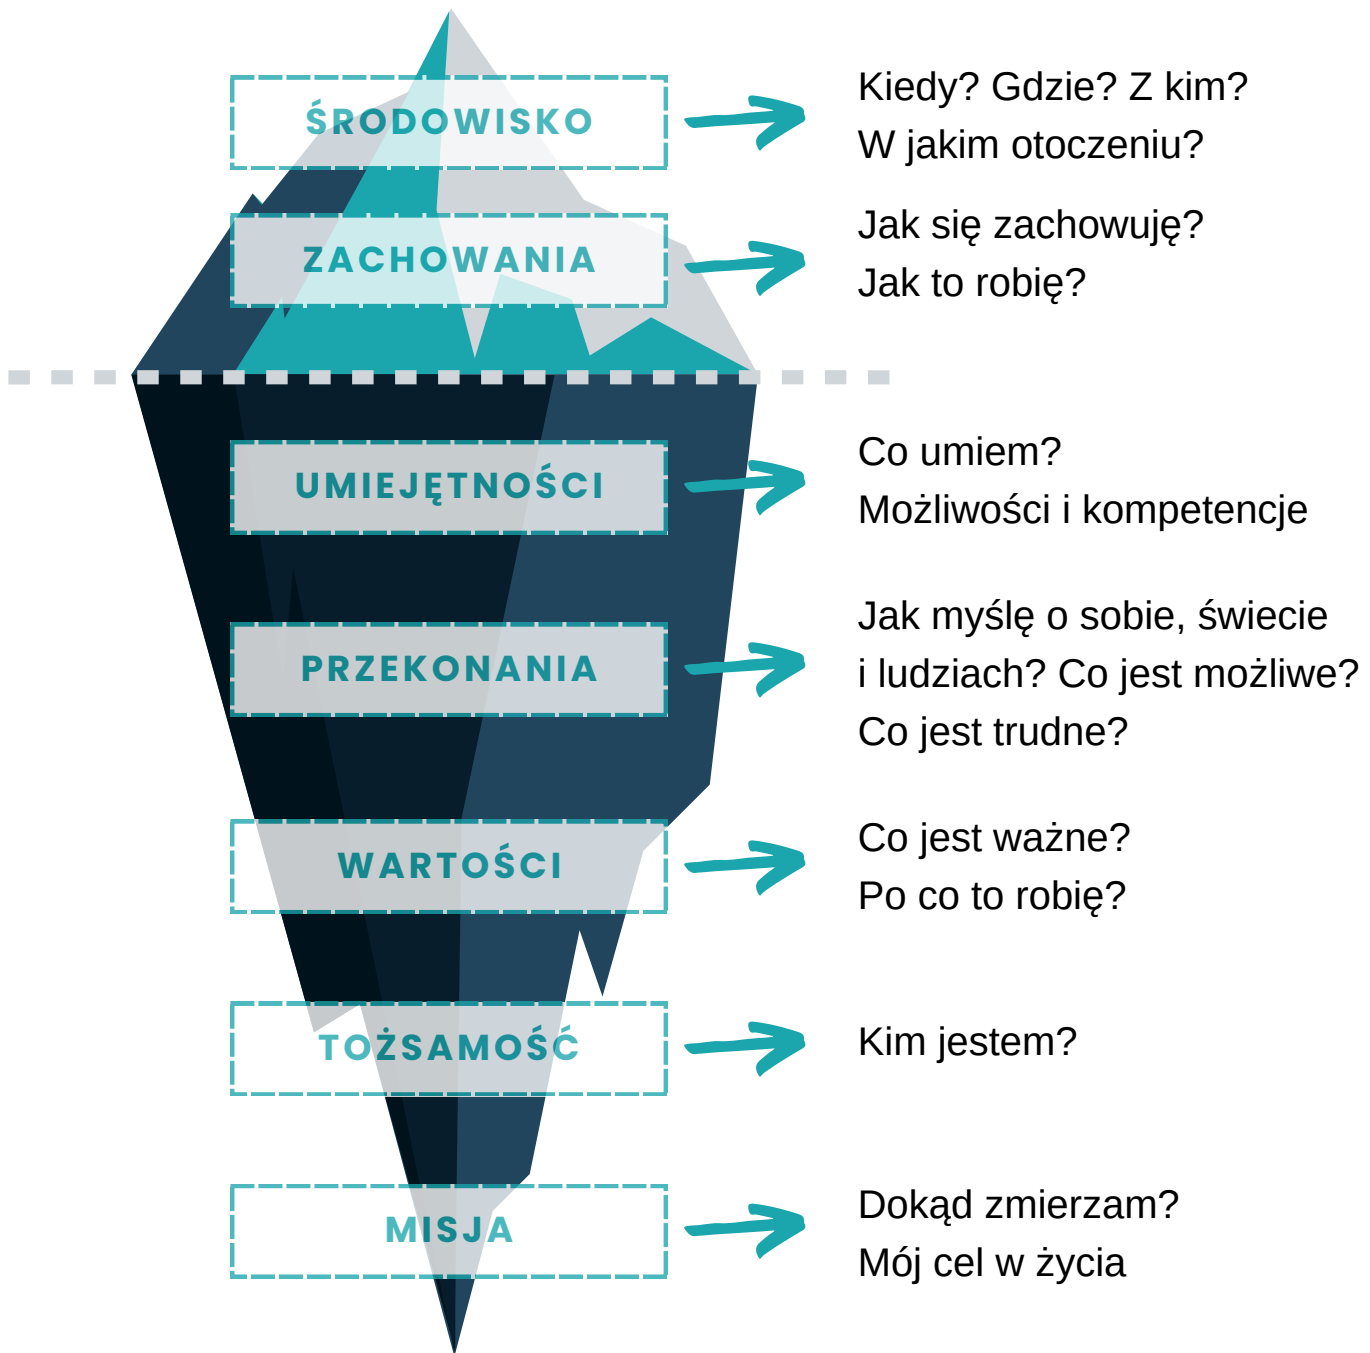 ŚRODOWISKO
Kiedy? Gdzie? Z kim?
W jakim otoczeniu?
ZACHOWANIA
Jak się zachowuję?
Jak to robię?
UMIEJĘTNOŚCI
Co umiem?
Możliwości i kompetencje
PRZEKONANIA
Jak myślę o sobie, świecie
i ludziach? Co jest możliwe?
Co jest trudne?
WARTOŚCI
Co jest ważne?
Po co to robię?
TOŻSAMOŚĆ
Kim jestem?
MISJA
Dokąd zmierzam?
Mój cel w życia